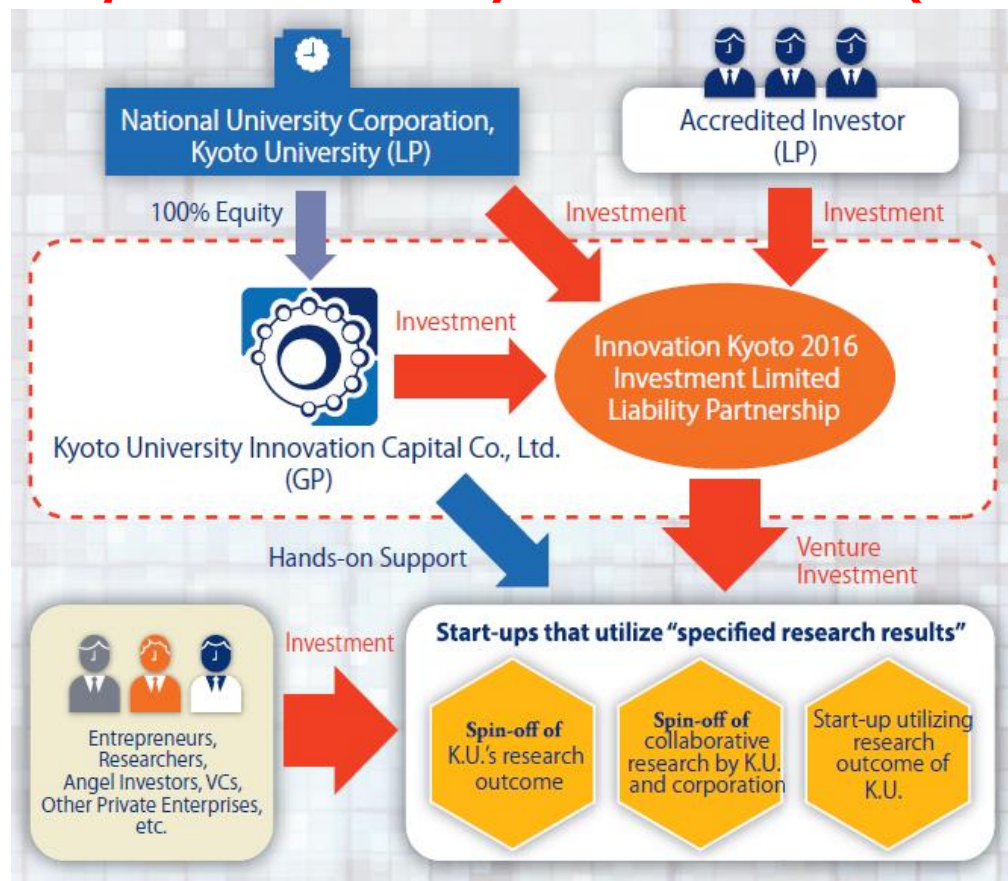 National University Corporation,
Kyoto University (LP)
Accredited Investor
(LP)
100% Equity
Investment
Investment
Investment
Innovation Kyoto 2016
Investment Limited
Liability Partnership
Kyoto University Innovation Capital Co., Ltd.
(GP)
Hands-on Support
Venture
Investment
Investment
Entrepreneurs,
Researchers,
Angel Investors, VCs,
Other Private Enterprises,
etc.
Start-ups that utilize “specified research results”
Spin-off of
K.U.'s research
outcome
Spin-off of
collaborative
research by K.U.
and corporation
Start-up utilizing
research
outcome of
K.U.